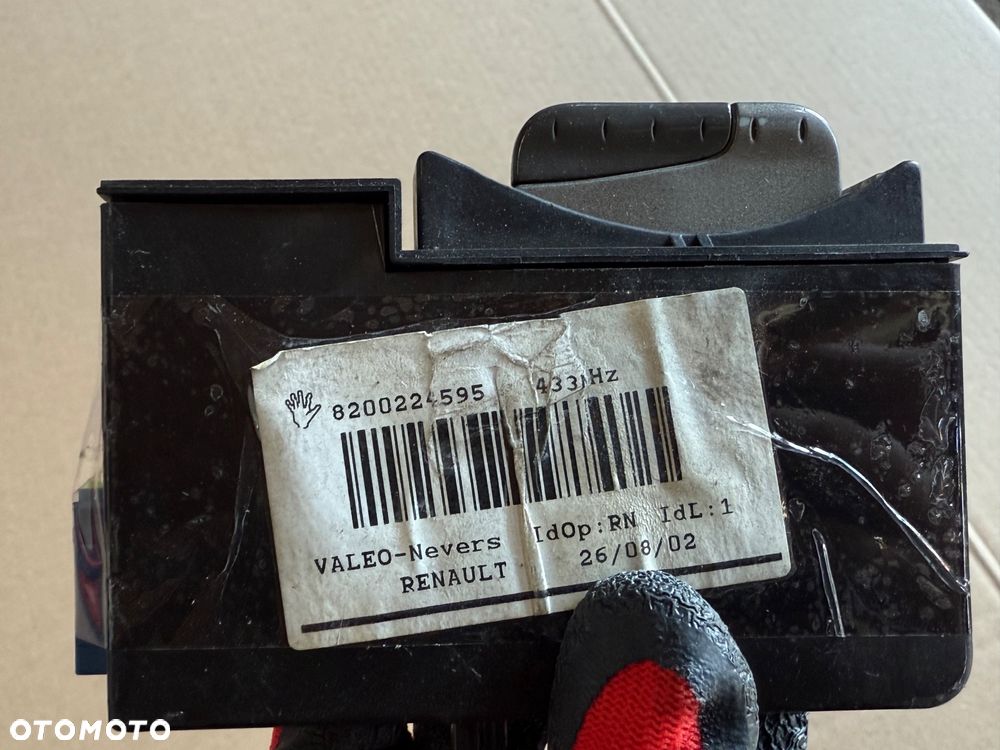 8200224595 433MHz
VALEO-Nevers IdOp:RN IdL:1
RENAULT 26/08/02
OTOMOTO